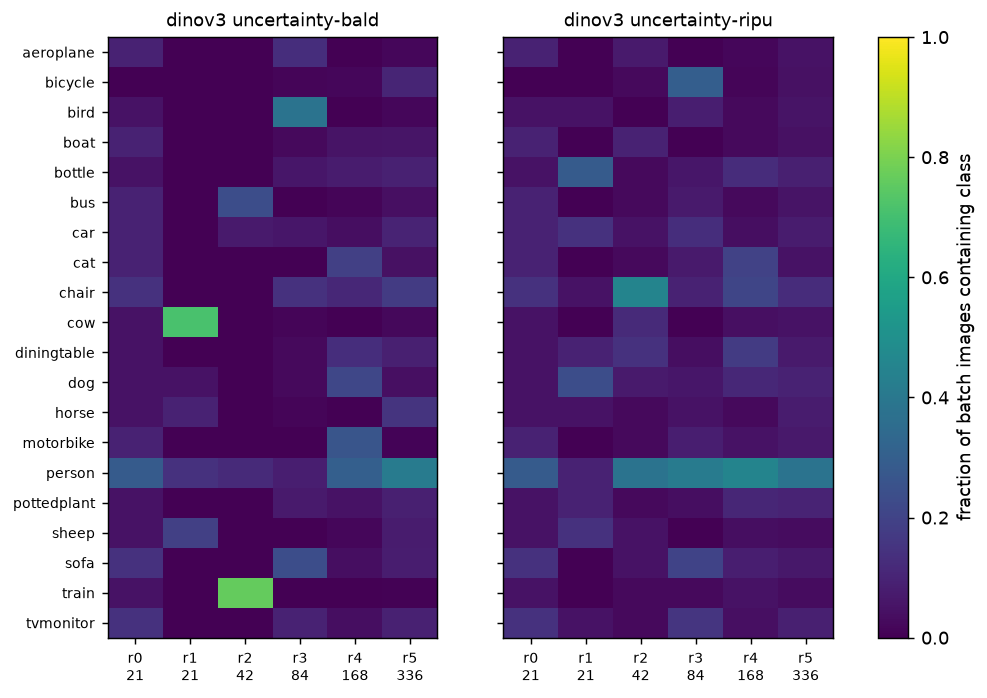 dinov3 uncertainty-bald
dinov3 uncertainty-ripu
aeroplane
bicycle
bird
boat
bottle
bus
car
cat
chair
cow
diningtable
dog
horse
motorbike
person
pottedplant
sheep
sofa
train
tvmonitor
r0 r1 r2 r3 r4 r5
21 21 42 84 168 336
r0 r1 r2 r3 r4 r5
21 21 42 84 168 336
1.0
0.8
0.6
0.4
0.2
0.0
fraction of batch images containing class